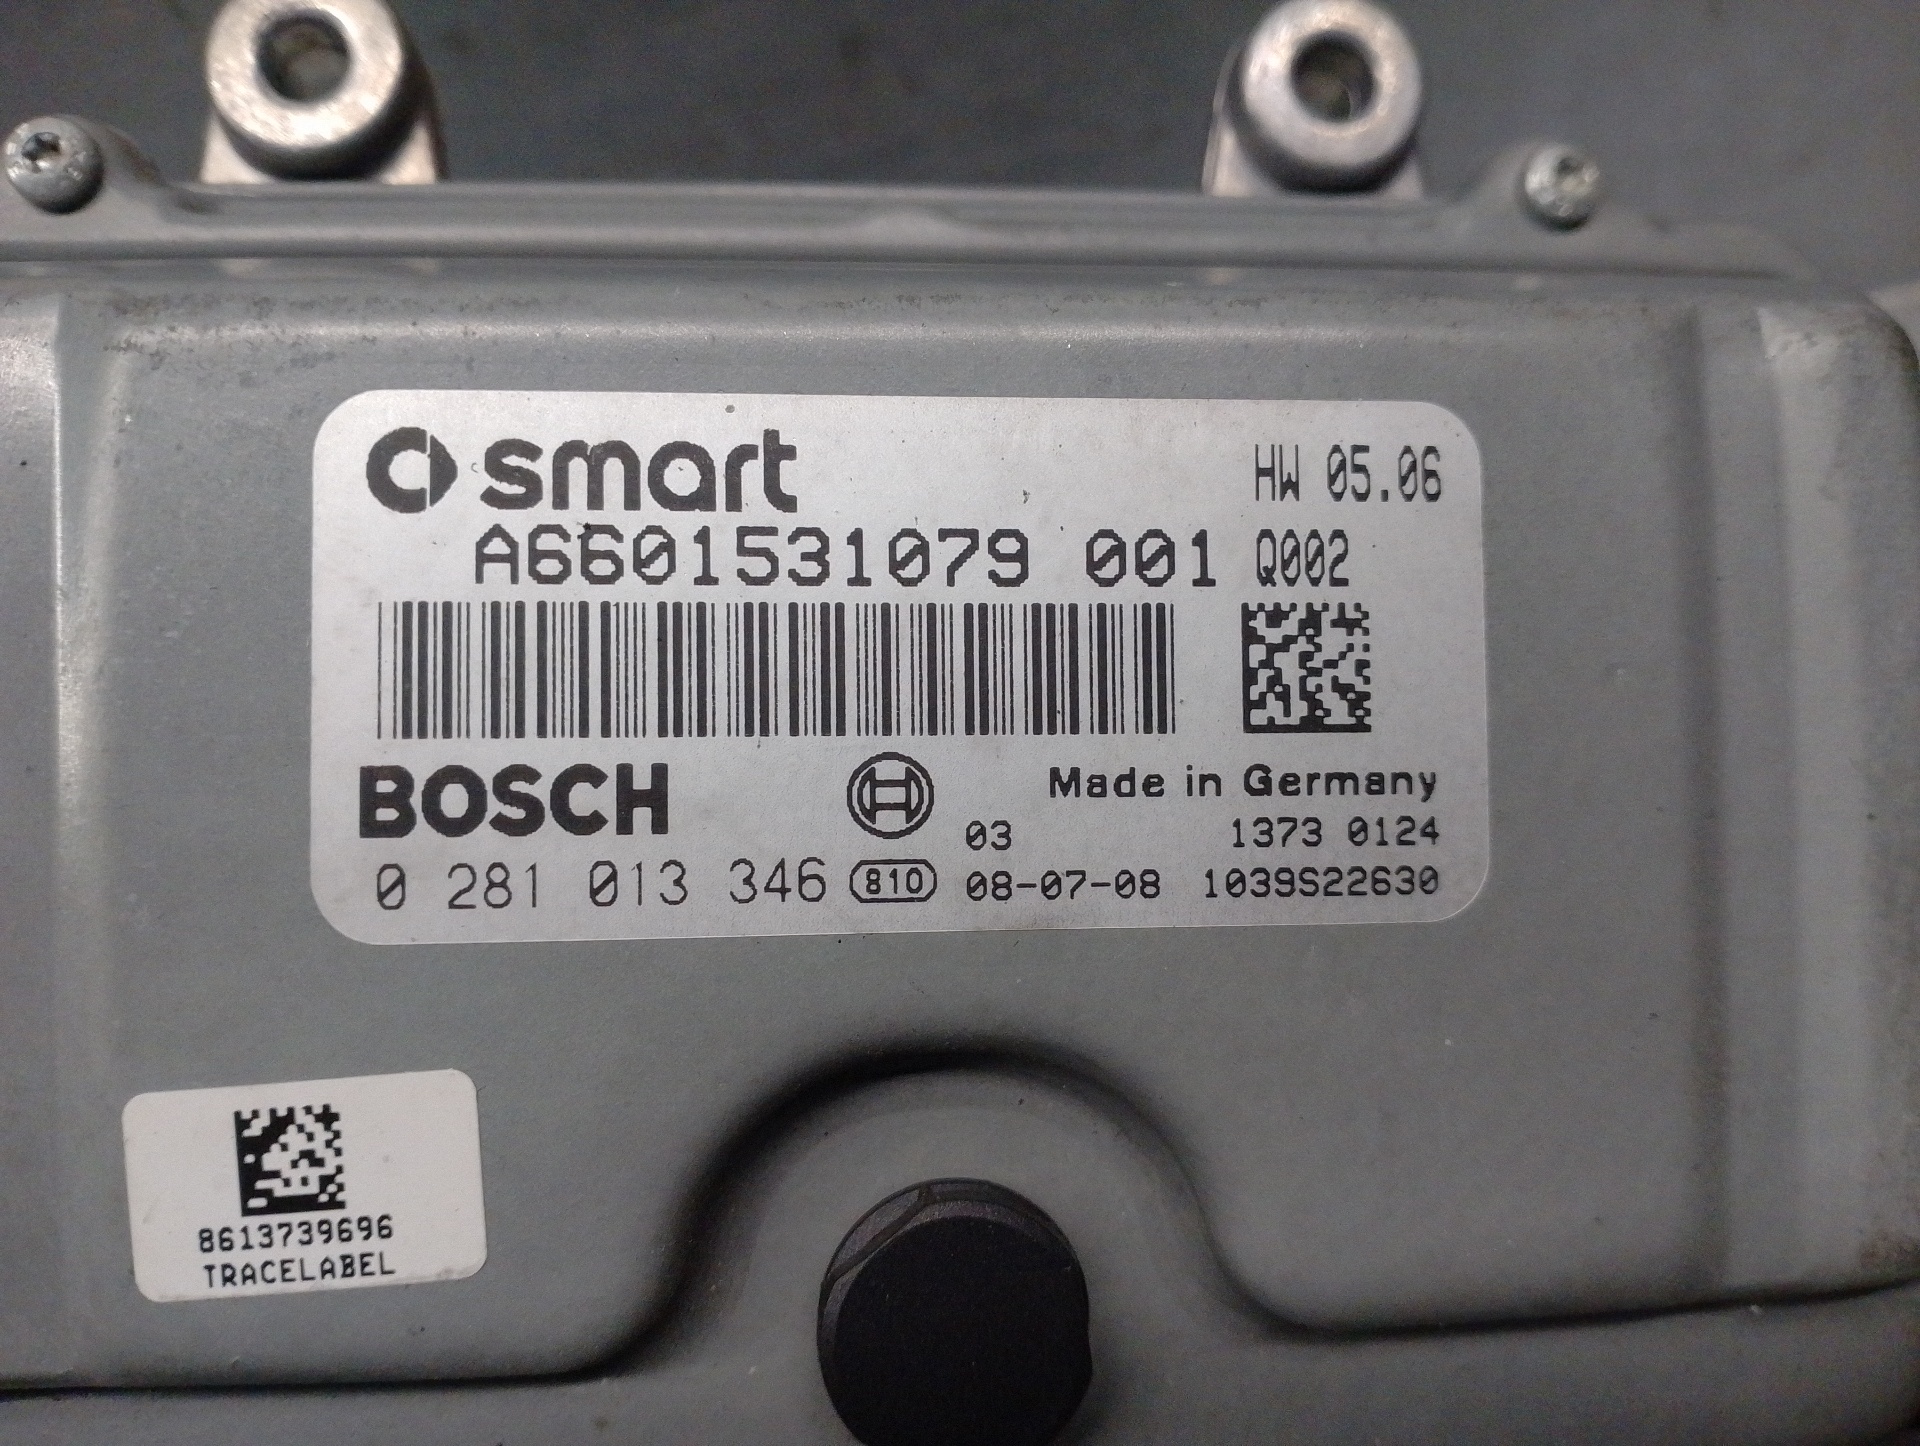 smart
HW 05.06
A6601531079 001 Q002
BOSCH
Made in Germany
03 1373 0124
0 281 013 346 810 08-07-08 1039S22630
8613739696
TRACELABEL